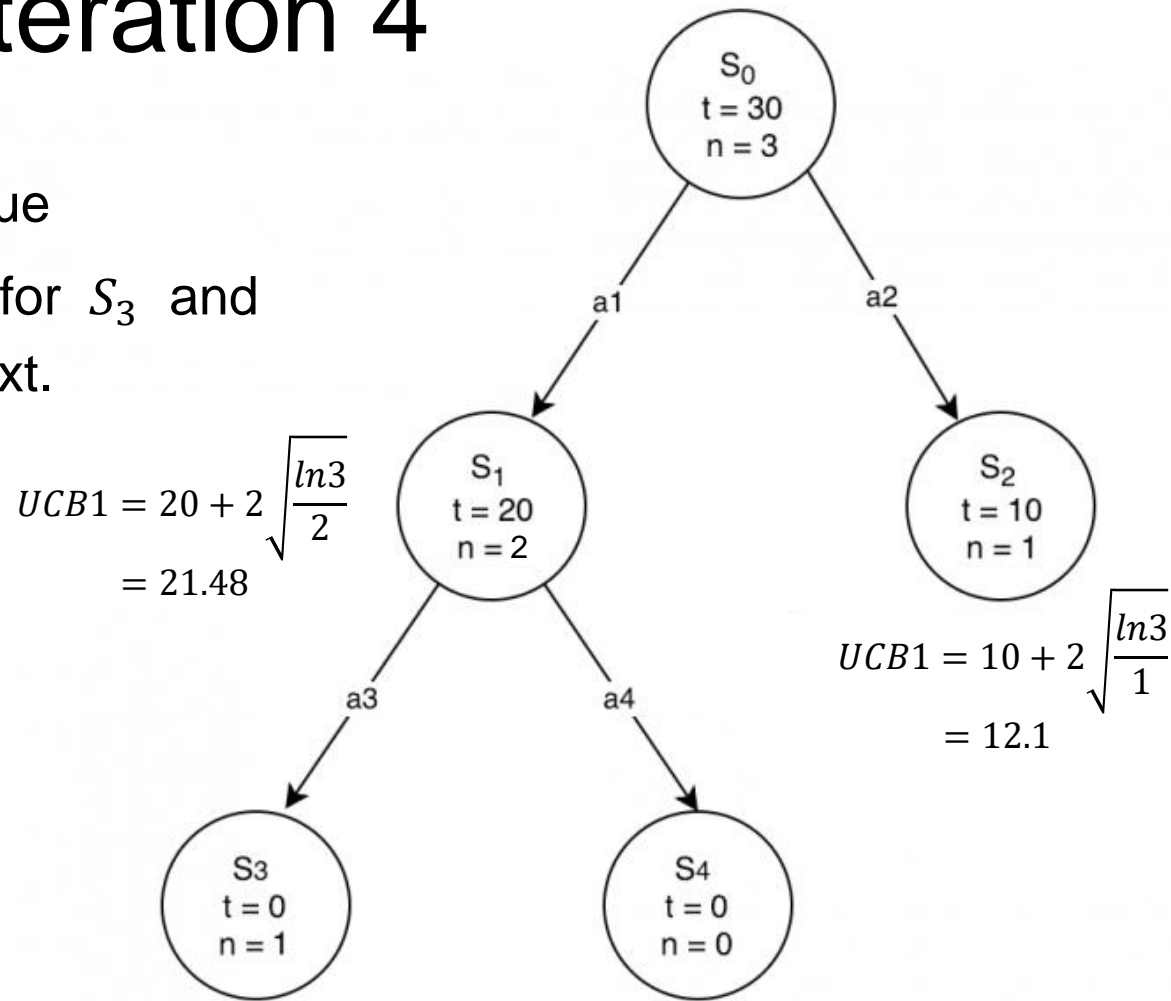 teration 4
ue
for S₃ and
xt.
S₀
t = 30
n = 3
a1
a2
UCB1 = 20 + 2 √(ln3/2)
= 21.48
S₁
t = 20
n = 2
S₂
t = 10
n = 1
UCB1 = 10 + 2 √(ln3/1)
= 12.1
a3
a4
S3
t = 0
n = 1
S4
t = 0
n = 0